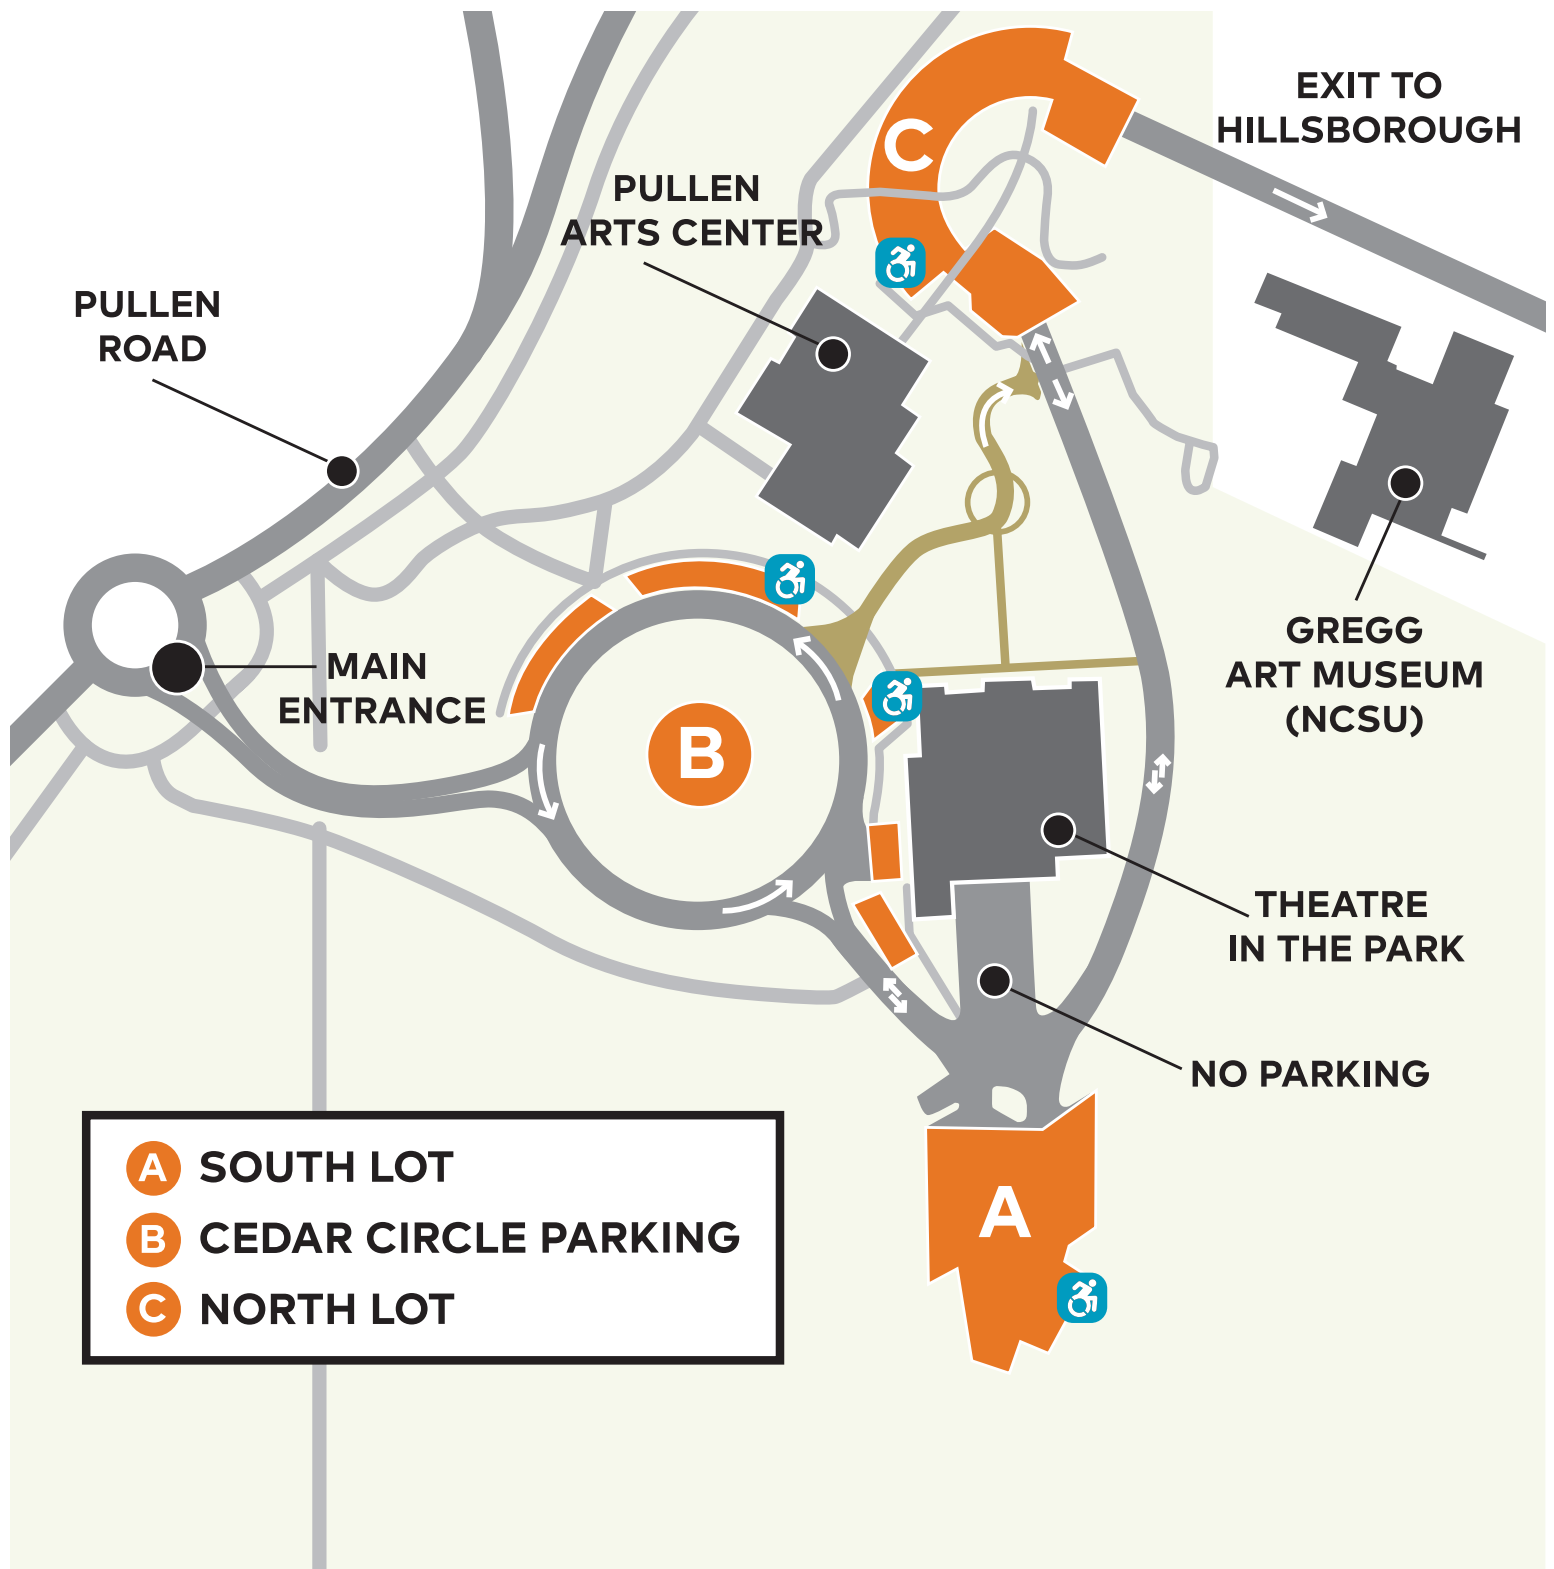 EXIT TO
HILLSBOROUGH
C
PULLEN
ARTS CENTER
PULLEN
ROAD
GREGG
ART MUSEUM
(NCSU)
MAIN
ENTRANCE
B
THEATRE
IN THE PARK
NO PARKING
A SOUTH LOT
B CEDAR CIRCLE PARKING
C NORTH LOT
A